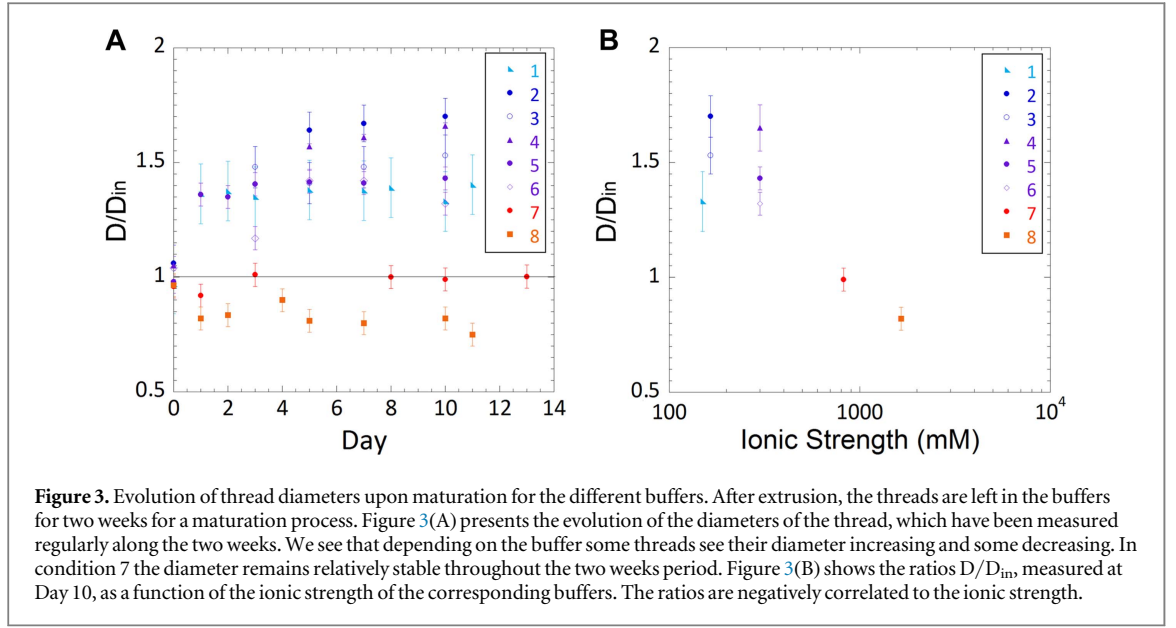 A
B
2
1.5
1
0.5
D/D_in
0 2 4 6 8 10 12 14
Day
1
2
3
4
5
6
7
8
2
1.5
1
0.5
D/D_in
100 1000 10^4
Ionic Strength (mM)
1
2
3
4
5
6
7
8
Figure 3. Evolution of thread diameters upon maturation for the different buffers. After extrusion, the threads are left in the buffers
for two weeks for a maturation process. Figure 3(A) presents the evolution of the diameters of the thread, which have been measured
regularly along the two weeks. We see that depending on the buffer some threads see their diameter increasing and some decreasing. In
condition 7 the diameter remains relatively stable throughout the two weeks period. Figure 3(B) shows the ratios D/D_in, measured at
Day 10, as a function of the ionic strength of the corresponding buffers. The ratios are negatively correlated to the ionic strength.